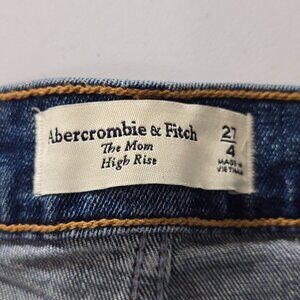 Abercrombie & Fitch
The Mom
High Rise
27
4
MADE IN
VIETNAM